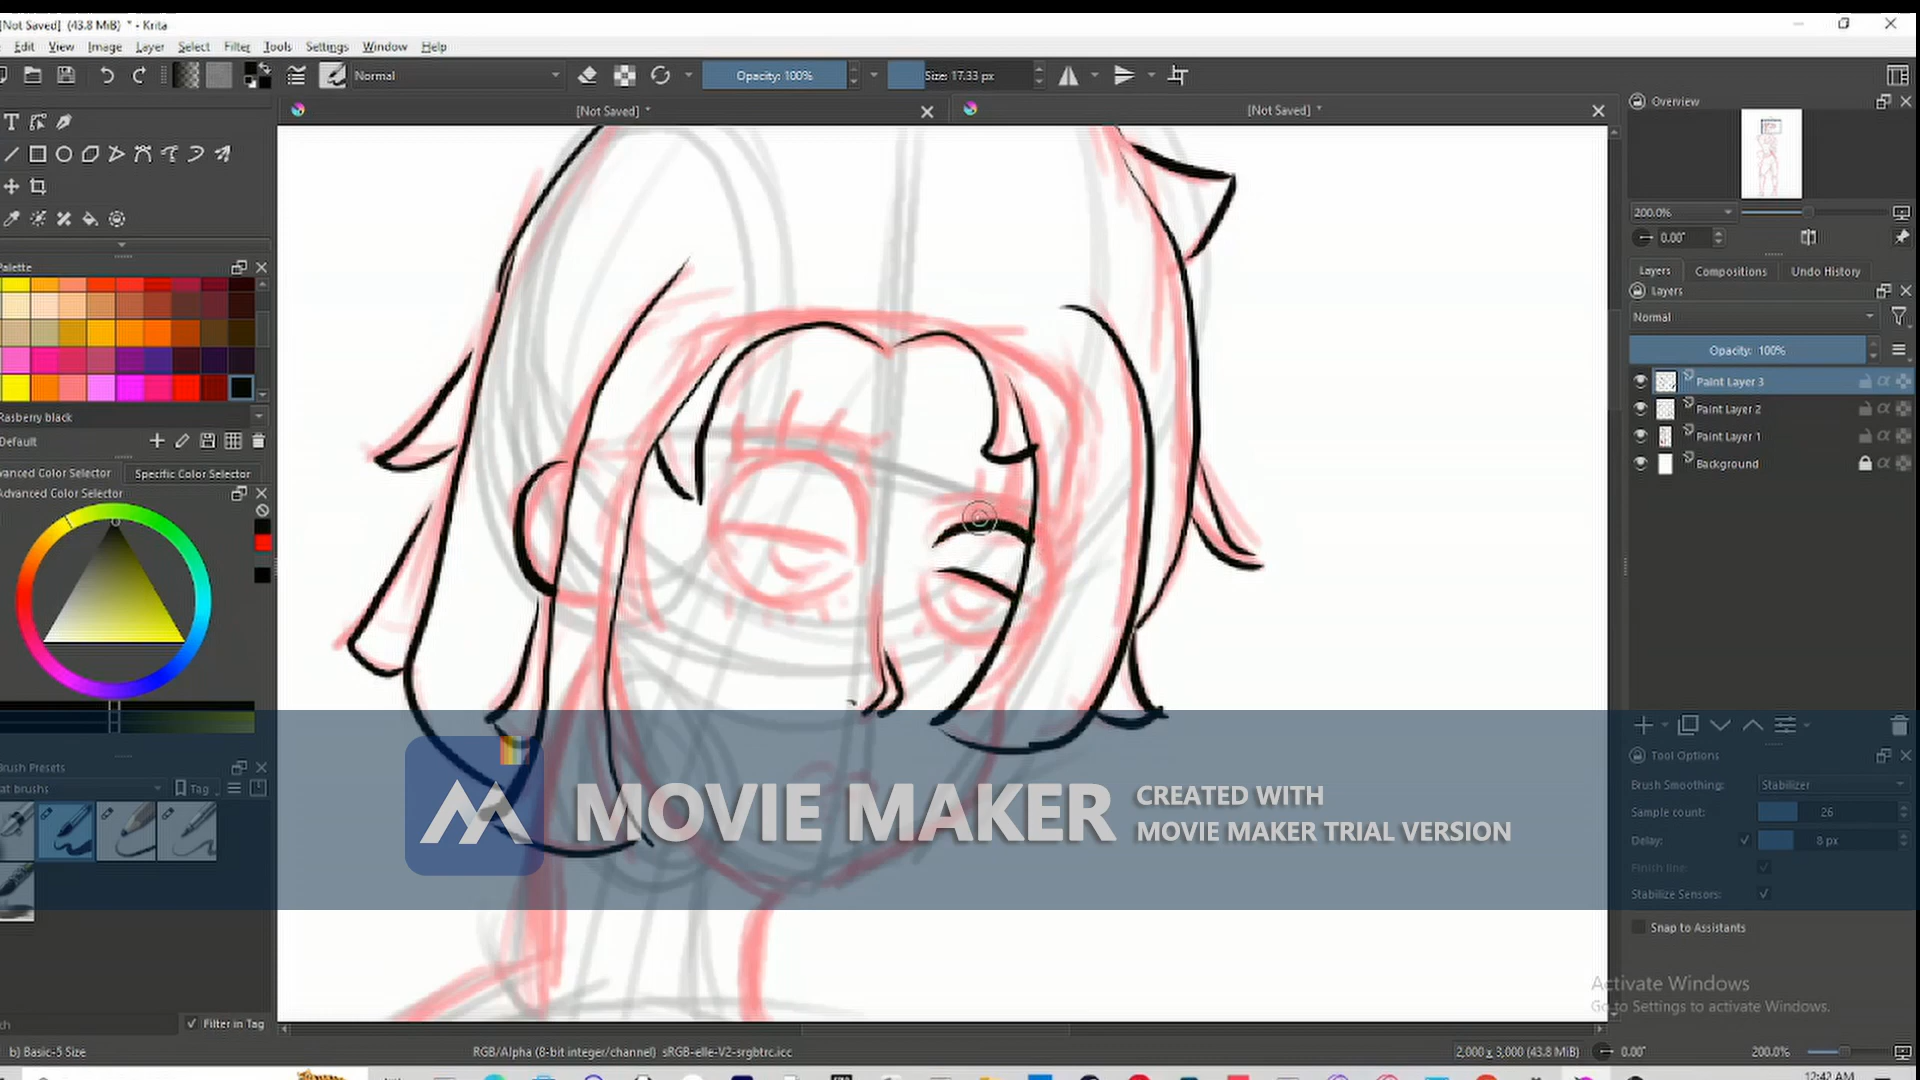 [Not Saved] (43.8 MiB) * - Krita
Edit View Image Layer Select Filter Tools Settings Window Help
Normal
Opacity: 100%
Size: 17.33 px
[Not Saved] *
[Not Saved] *
Overview
200.0%
0.00°
Layers Compositions Undo History
Layers
Normal
Opacity: 100%
Paint Layer 3
Paint Layer 2
Paint Layer 1
Background
Rasberry black
Default
Specific Color Selector
Advanced Color Selector
Brush Presets
Tag
Filter in Tag
b) Basic-5 Size
Tool Options
Brush Smoothing: Stabilizer
Sample count: 26
Delay: 8 px
Finish line:
Stabilize Sensors:
Snap to Assistants
MOVIE MAKER
CREATED WITH
MOVIE MAKER TRIAL VERSION
Activate Windows
Go to Settings to activate Windows.
RGB/Alpha (8-bit integer/channel) sRGB-elle-V2-srgbtrc.icc
2,000 x 3,000 (43.8 MiB)
0.00°
200.0%
12:42 AM